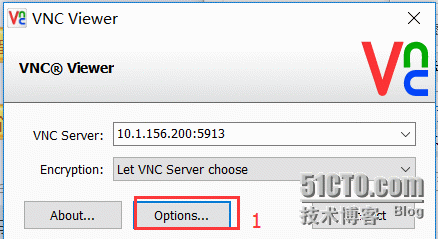 VNC Viewer
VNC® Viewer
VNC
VNC Server: 10.1.156.200:5913
Encryption: Let VNC Server choose
About... Options... 1
51CTO.com
技术博客 Blog